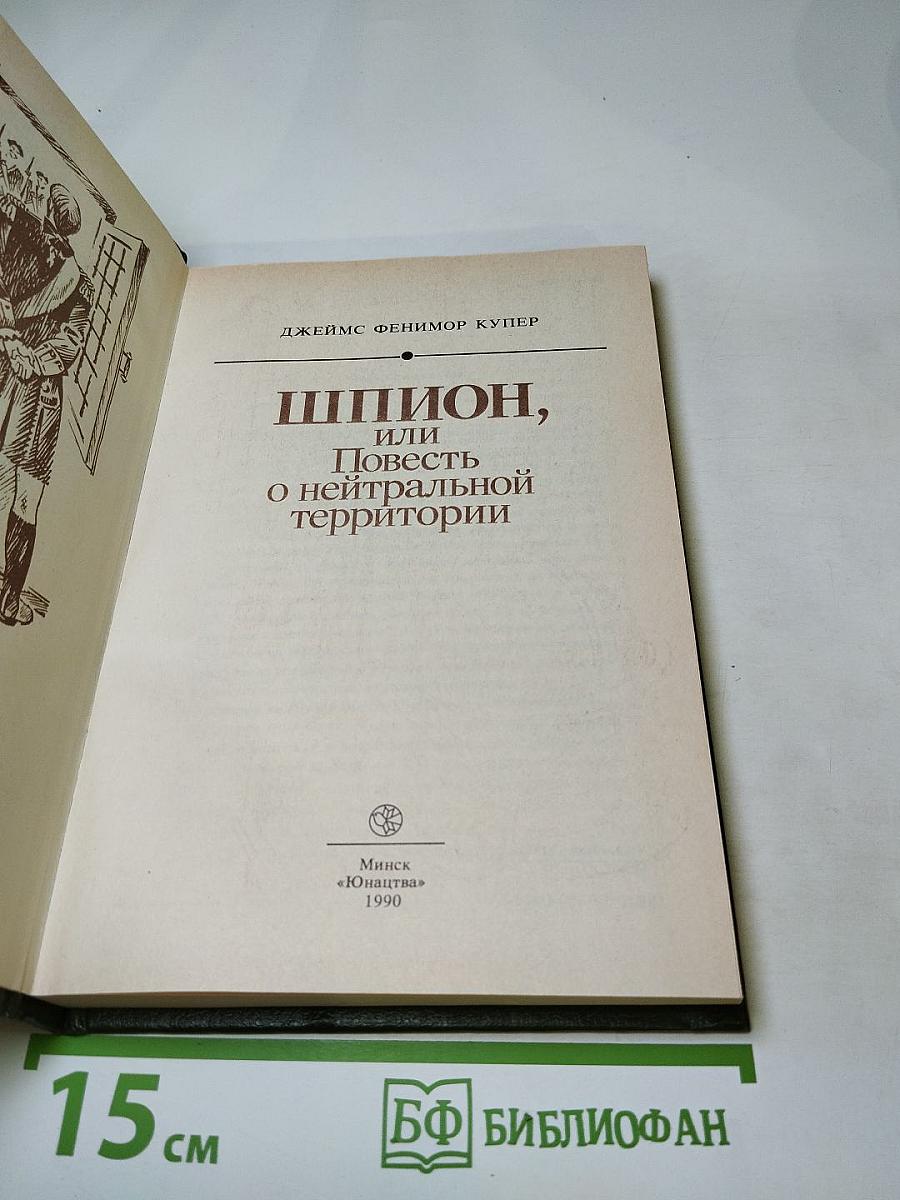 ДЖЕЙМС ФЕНИМОР КУПЕР
ШПИОН,
или
Повесть
о нейтральной
территории
Минск
«Юнацтва»
1990
15 см
БФ БИБЛИОФАН